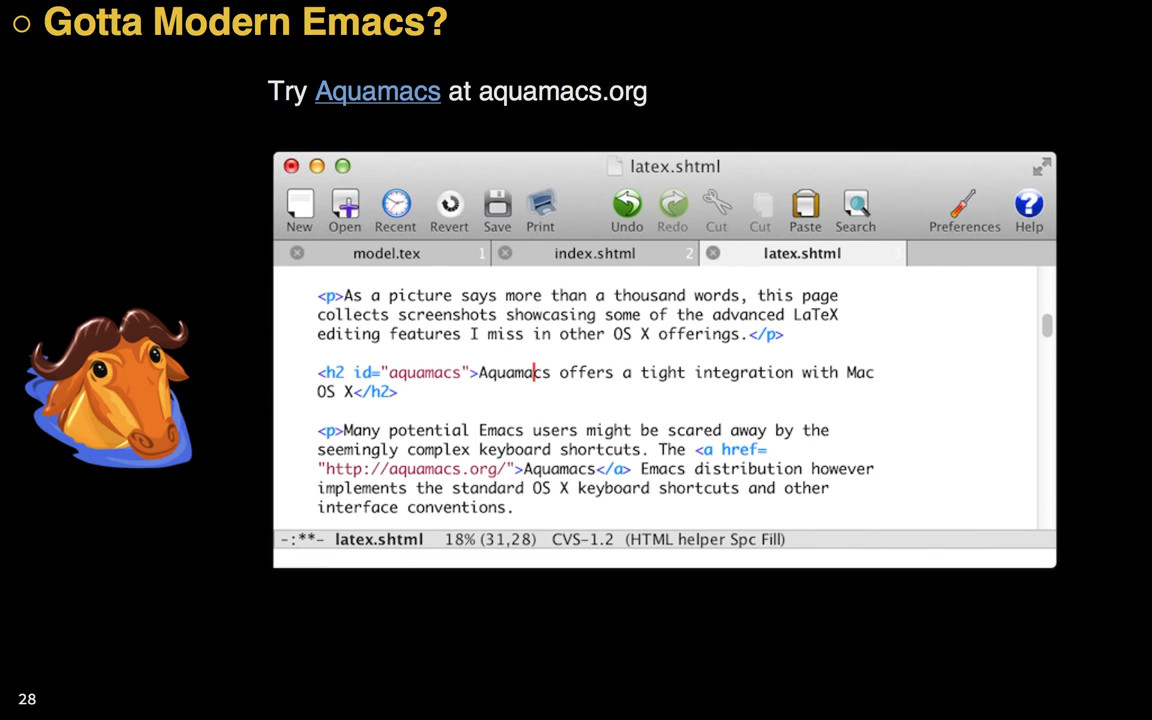 ○ Gotta Modern Emacs?
Try Aquamacs at aquamacs.org
latex.shtml
New Open Recent Revert Save Print Undo Redo Cut Cut Paste Search Preferences Help
model.tex 1 index.shtml 2 latex.shtml 3
<p>As a picture says more than a thousand words, this page
collects screenshots showcasing some of the advanced LaTeX
editing features I miss in other OS X offerings.</p>
<h2 id="aquamacs">Aquamacs offers a tight integration with Mac
OS X</h2>
<p>Many potential Emacs users might be scared away by the
seemingly complex keyboard shortcuts. The <a href=
"http://aquamacs.org/">Aquamacs</a> Emacs distribution however
implements the standard OS X keyboard shortcuts and other
interface conventions.
-:**- latex.shtml 18% (31,28) CVS-1.2 (HTML helper Spc Fill)
28